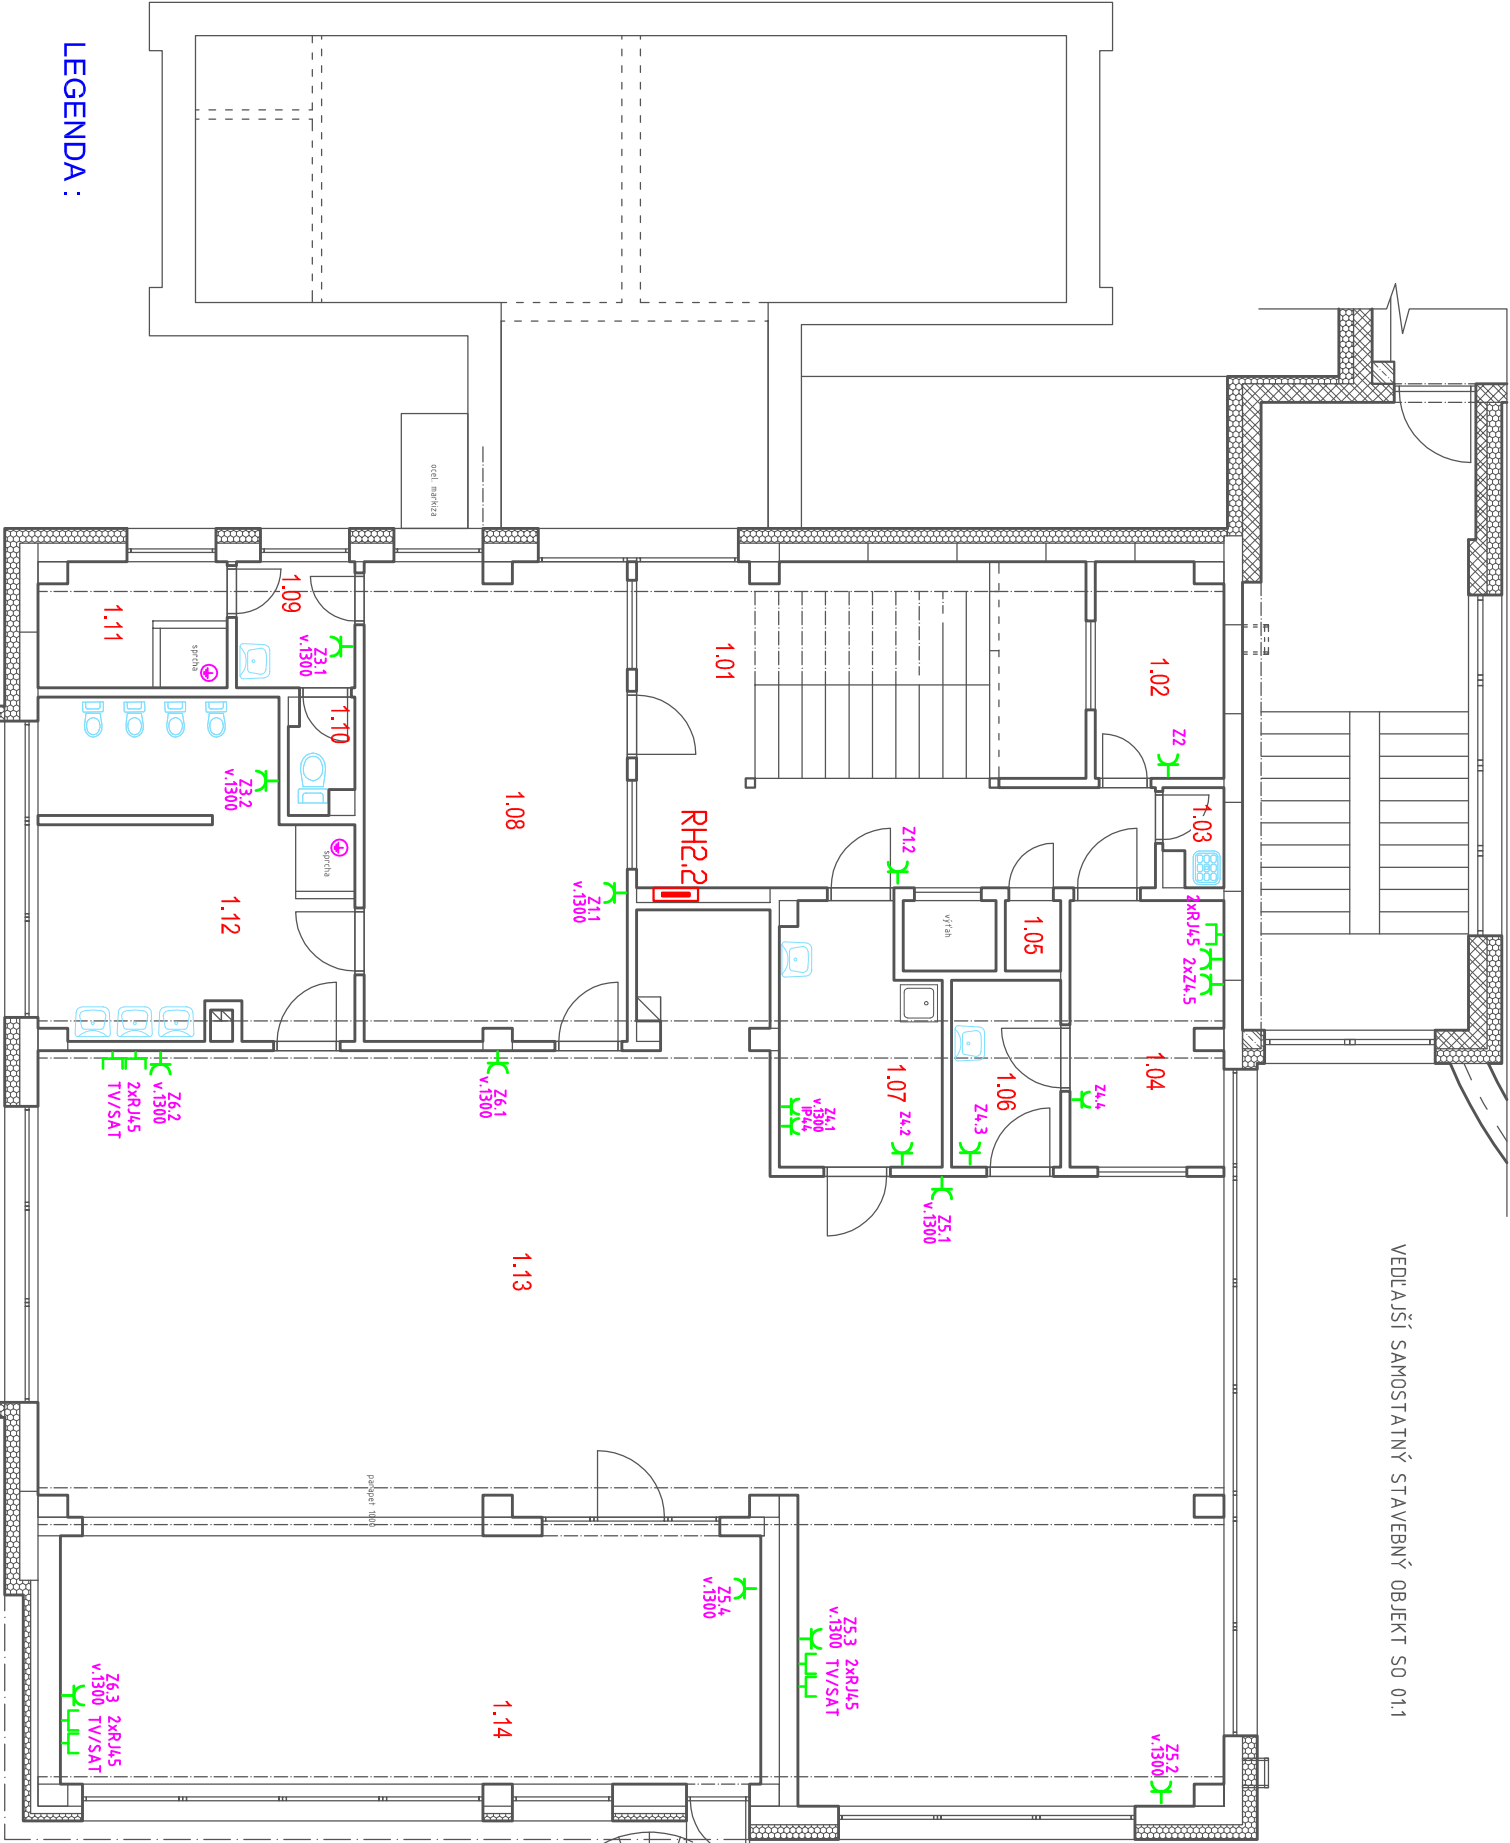 LEGENDA :
ocel. markíza
VEDĽAJŠÍ SAMOSTATNÝ STAVEBNÝ OBJEKT SO 01.1
1.01
1.02
Z2
1.03
Z1.2
RH2.2
výťah
1.05
2xRJ45
2xZ4.5
1.04
Z4.4
1.06
Z4.3
1.07
Z4.2
Z4.1
v.1300
IP44
1.08
Z1.1
v.1300
1.09
Z3.1
v.1300
1.10
1.11
sprcha
Z3.2
v.1300
sprcha
1.12
Z6.2
v.1300
2xRJ45
TV/SAT
Z6.1
v.1300
Z5.1
v.1300
1.13
parapet 1000
Z5.4
v.1300
Z5.3 2xRJ45
v.1300 TV/SAT
Z5.2
v.1300
1.14
Z6.3 2xRJ45
v.1300 TV/SAT